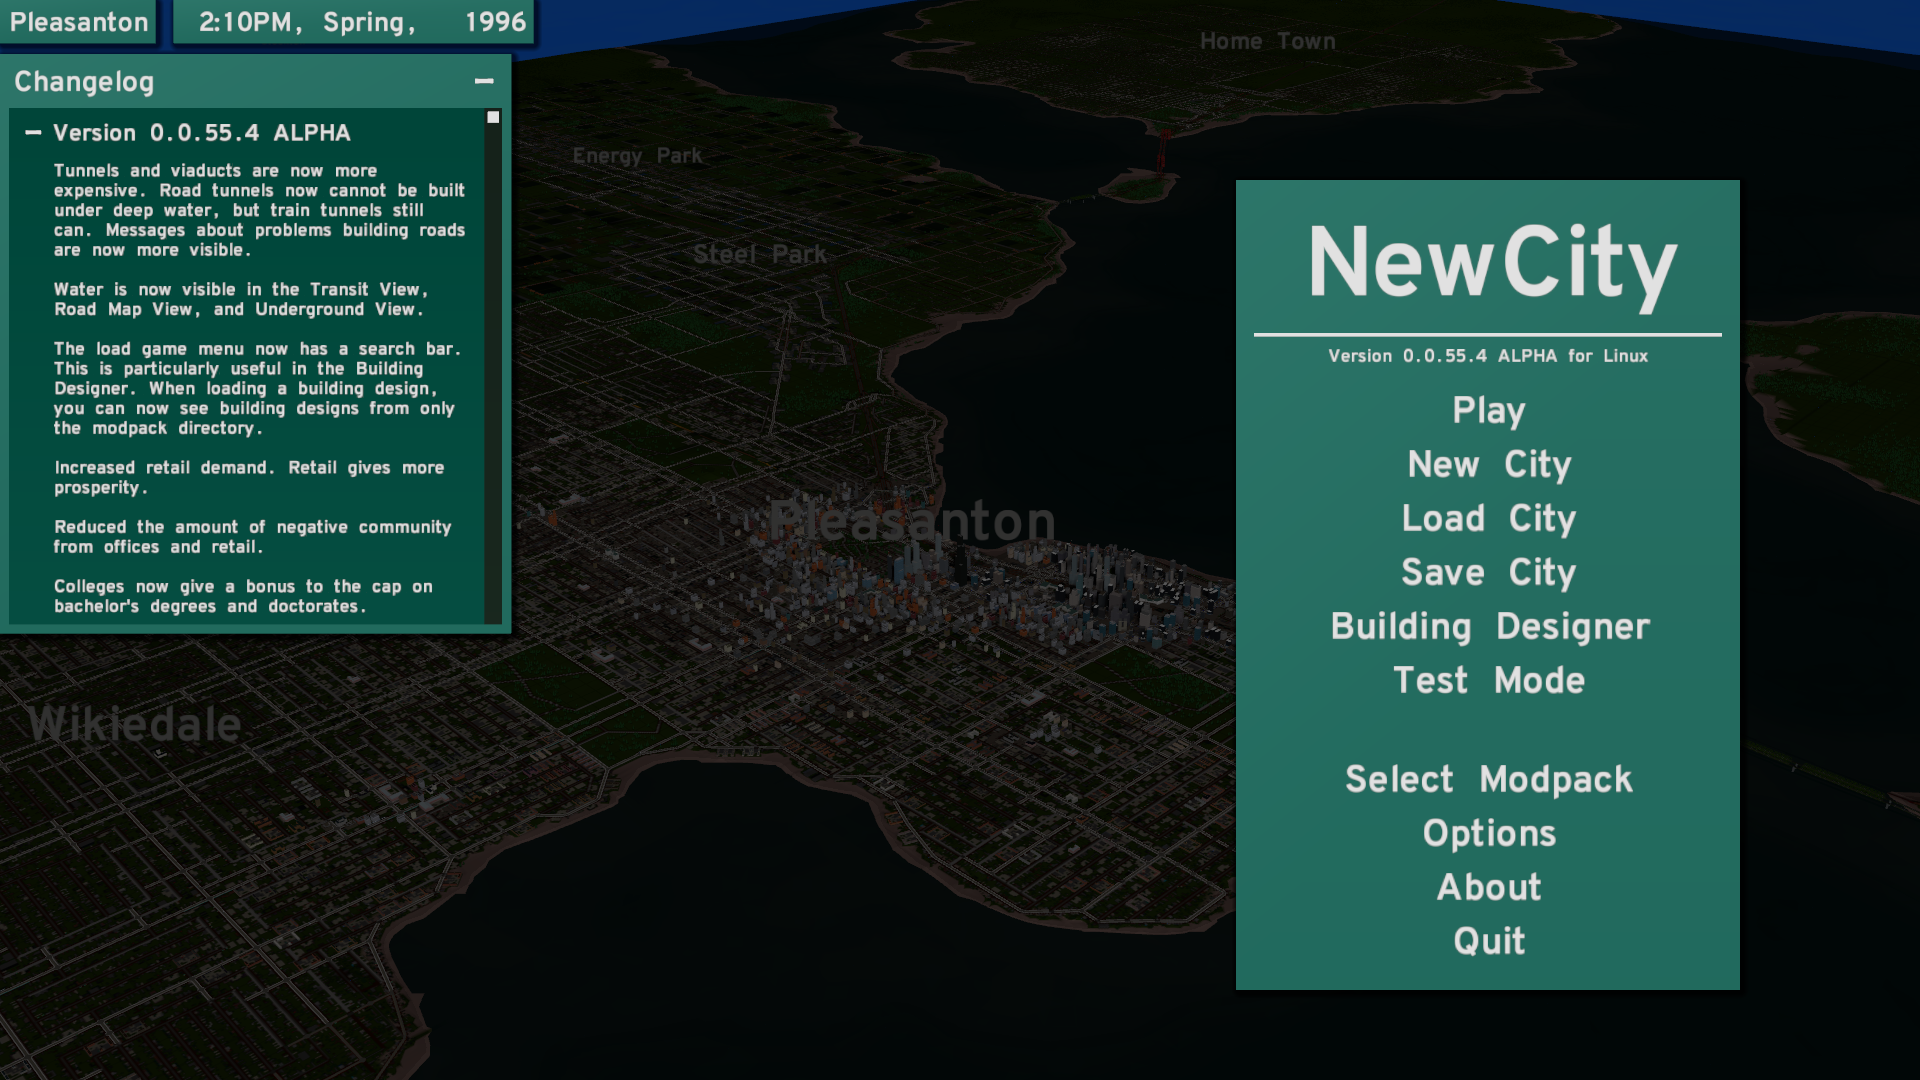 Pleasanton
2:10PM, Spring, 1996
Changelog
Version 0.0.55.4 ALPHA
Tunnels and viaducts are now more
expensive. Road tunnels now cannot be built
under deep water, but train tunnels still
can. Messages about problems building roads
are now more visible.
Water is now visible in the Transit View,
Road Map View, and Underground View.
The load game menu now has a search bar.
This is particularly useful in the Building
Designer. When loading a building design,
you can now see building designs from only
the modpack directory.
Increased retail demand. Retail gives more
prosperity.
Reduced the amount of negative community
from offices and retail.
Colleges now give a bonus to the cap on
bachelor's degrees and doctorates.
Home Town
Energy Park
Steel Park
Pleasanton
Wikiedale
NewCity
Version 0.0.55.4 ALPHA for Linux
Play
New City
Load City
Save City
Building Designer
Test Mode
Select Modpack
Options
About
Quit